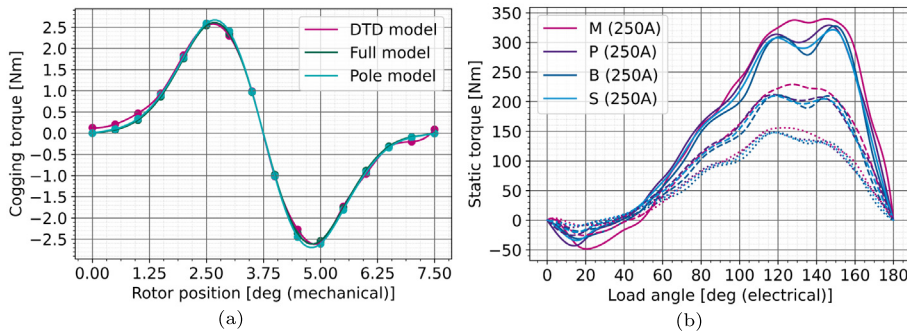 2.5
2.0
1.5
1.0
0.5
0.0
−0.5
−1.0
−1.5
−2.0
−2.5
Cogging torque [Nm]
DTD model
Full model
Pole model
0.00 1.25 2.50 3.75 5.00 6.25 7.50
Rotor position [deg (mechanical)]
(a)
350
300
250
200
150
100
50
0
−50
Static torque [Nm]
M (250A)
P (250A)
B (250A)
S (250A)
0 20 40 60 80 100 120 140 160 180
Load angle [deg (electrical)]
(b)